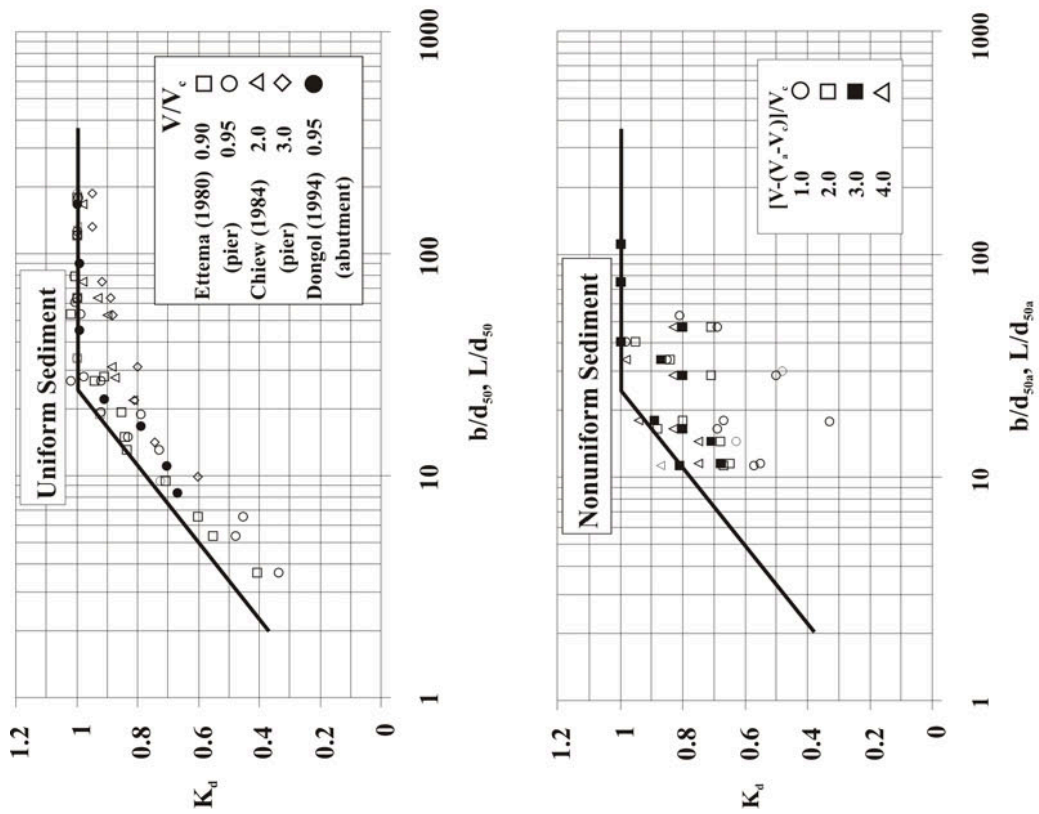 Uniform Sediment
V/Vc
Ettema (1980) 0.90
(pier) 0.95
Chiew (1984) 2.0
(pier) 3.0
Dongol (1994) 0.95
(abutment)
1.2
1
0.8
0.6
0.4
0.2
0
Kd
1 10 100 1000
b/d50, L/d50
Nonuniform Sediment
[V-(Va-Vc)]/Vc
1.0
2.0
3.0
4.0
1.2
1
0.8
0.6
0.4
0.2
0
Kd
1 10 100 1000
b/d50a, L/d50a